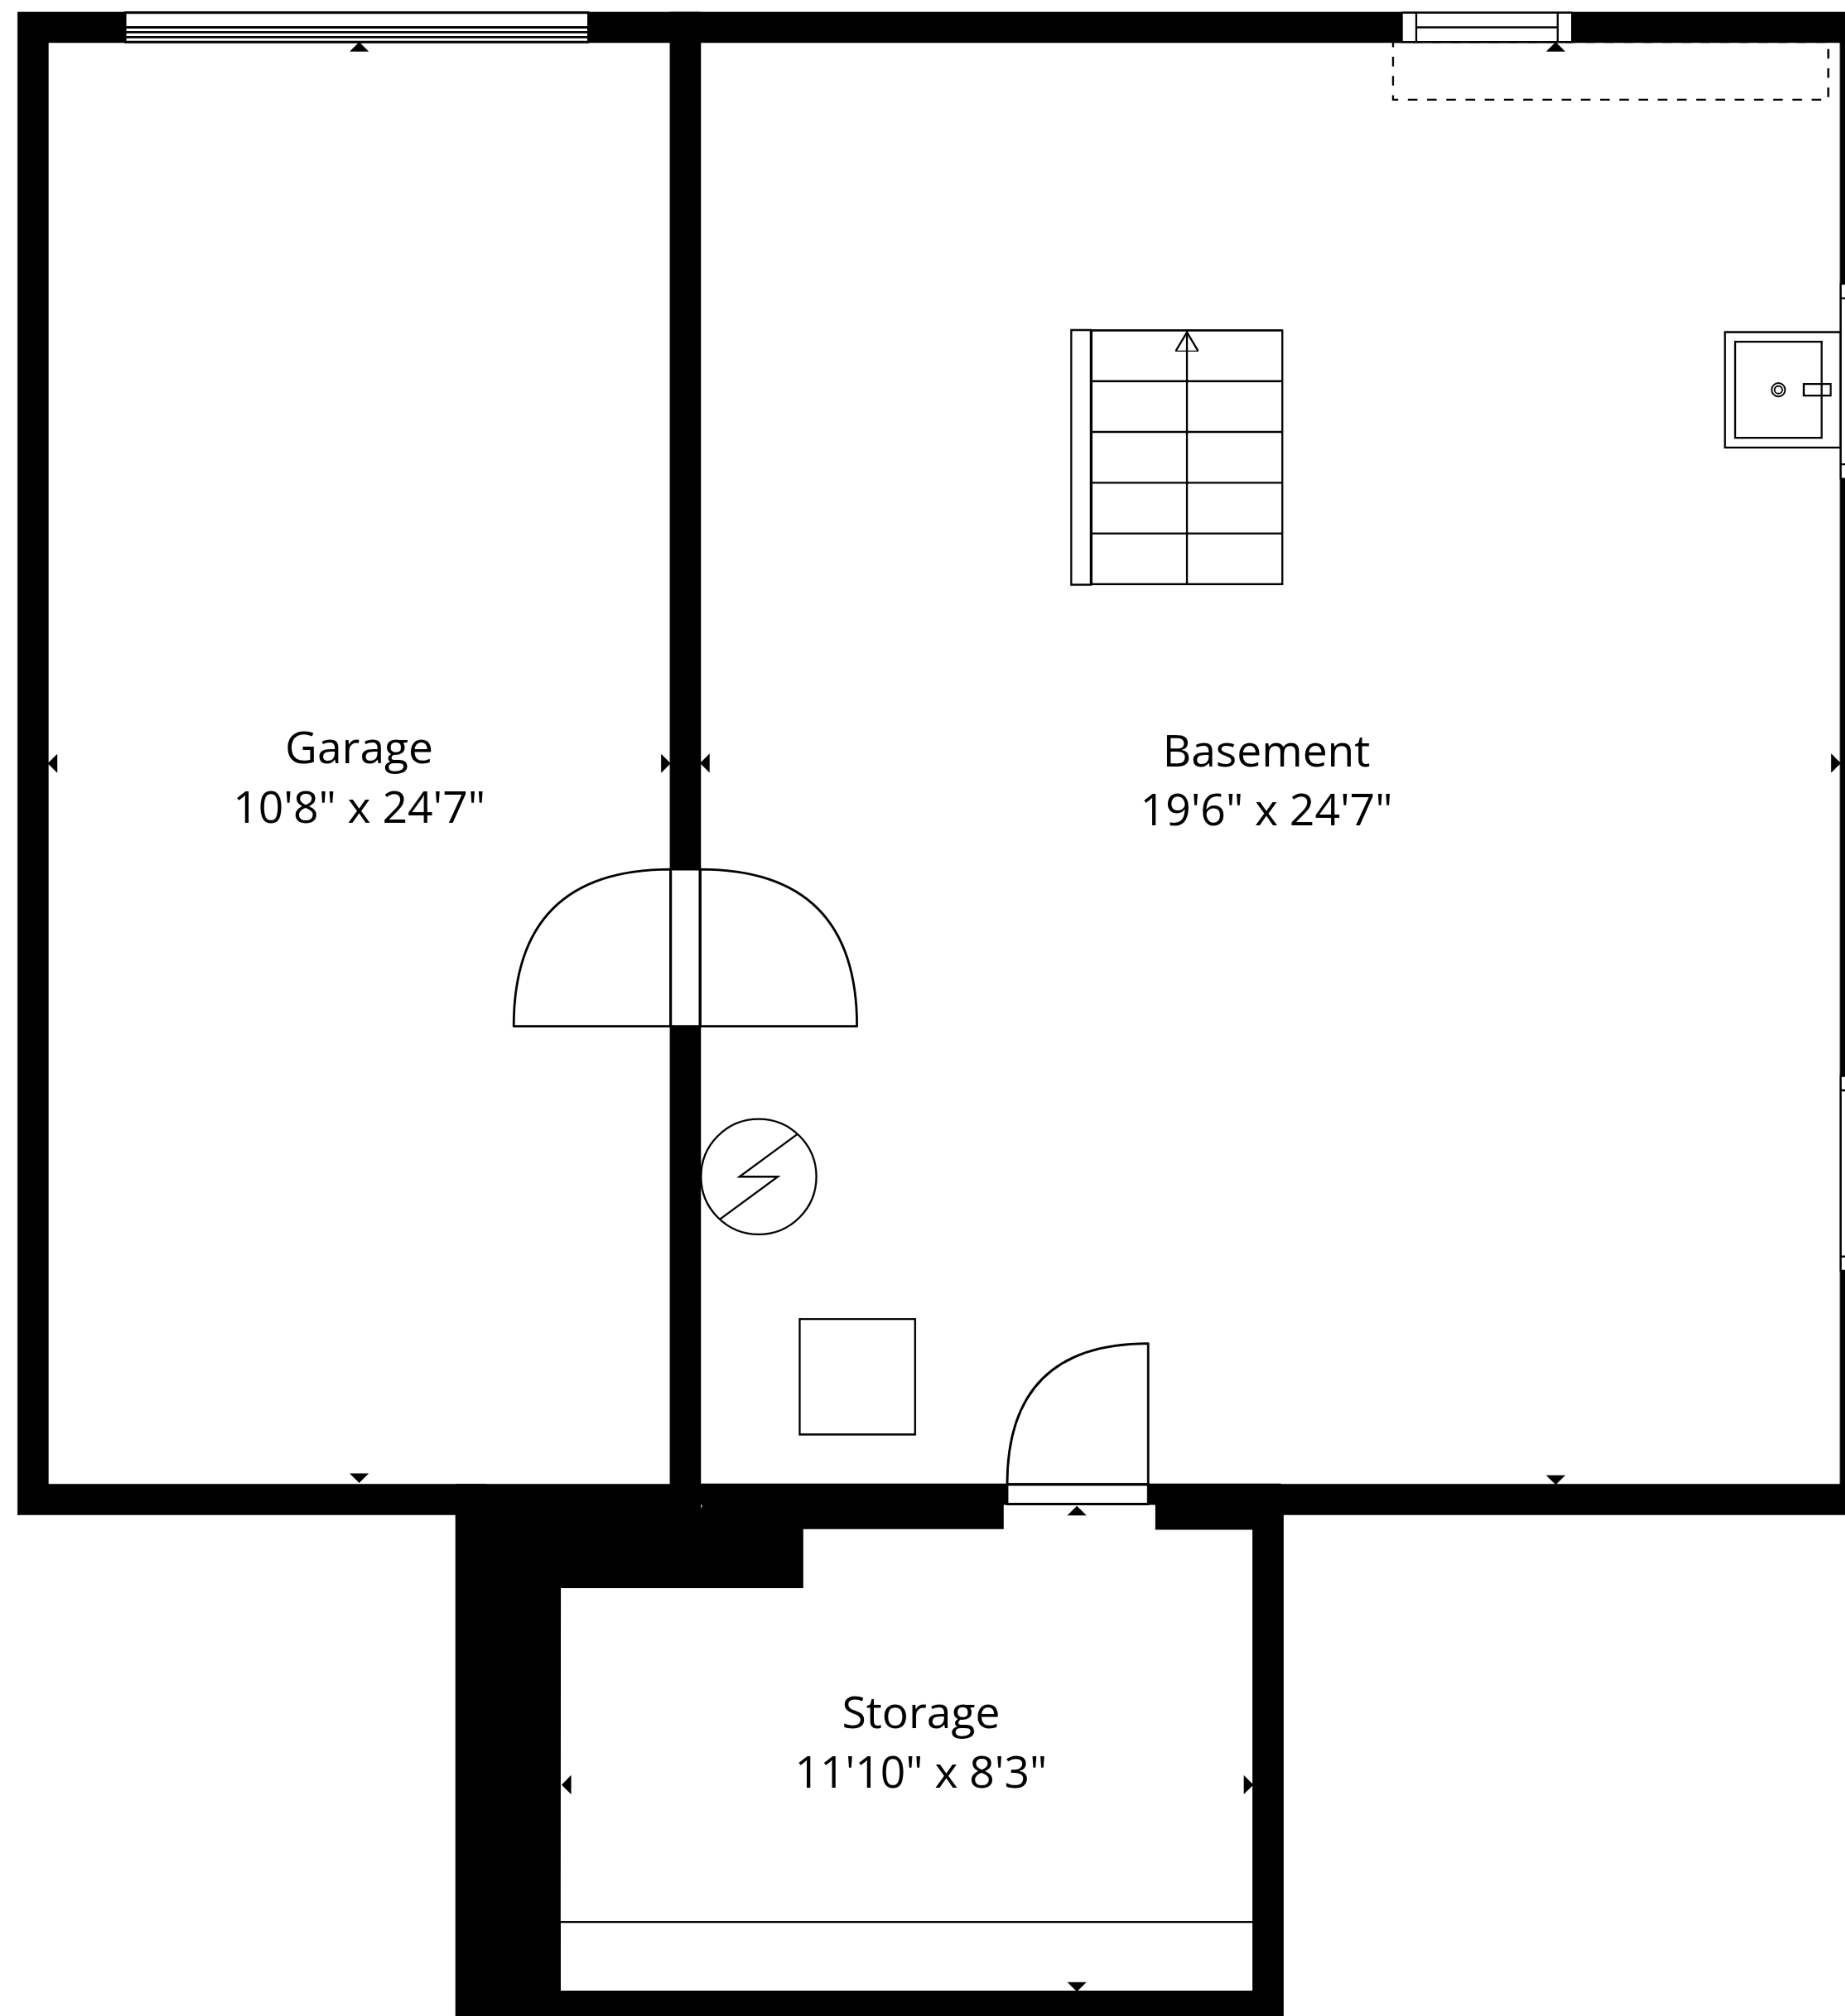 Garage
10'8" x 24'7"
Basement
19'6" x 24'7"
Storage
11'10" x 8'3"